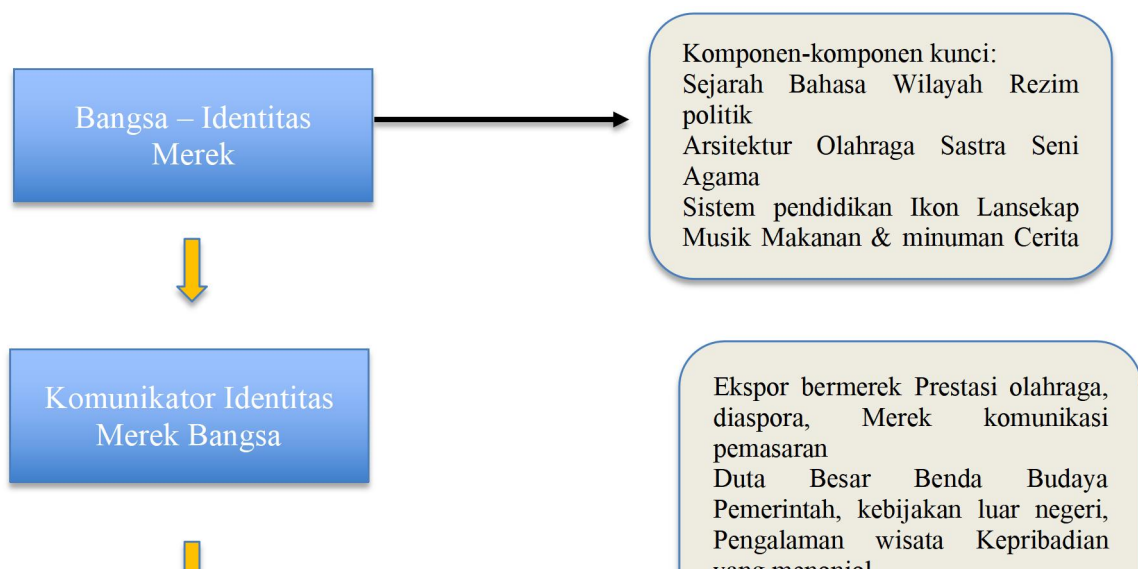 Bangsa – Identitas
Merek
Komponen-komponen kunci:
Sejarah Bahasa Wilayah Rezim
politik
Arsitektur Olahraga Sastra Seni
Agama
Sistem pendidikan Ikon Lansekap
Musik Makanan & minuman Cerita
Komunikator Identitas
Merek Bangsa
Ekspor bermerek Prestasi olahraga,
diaspora, Merek komunikasi
pemasaran
Duta Besar Benda Budaya
Pemerintah, kebijakan luar negeri,
Pengalaman wisata Kepribadian
yang menonjol